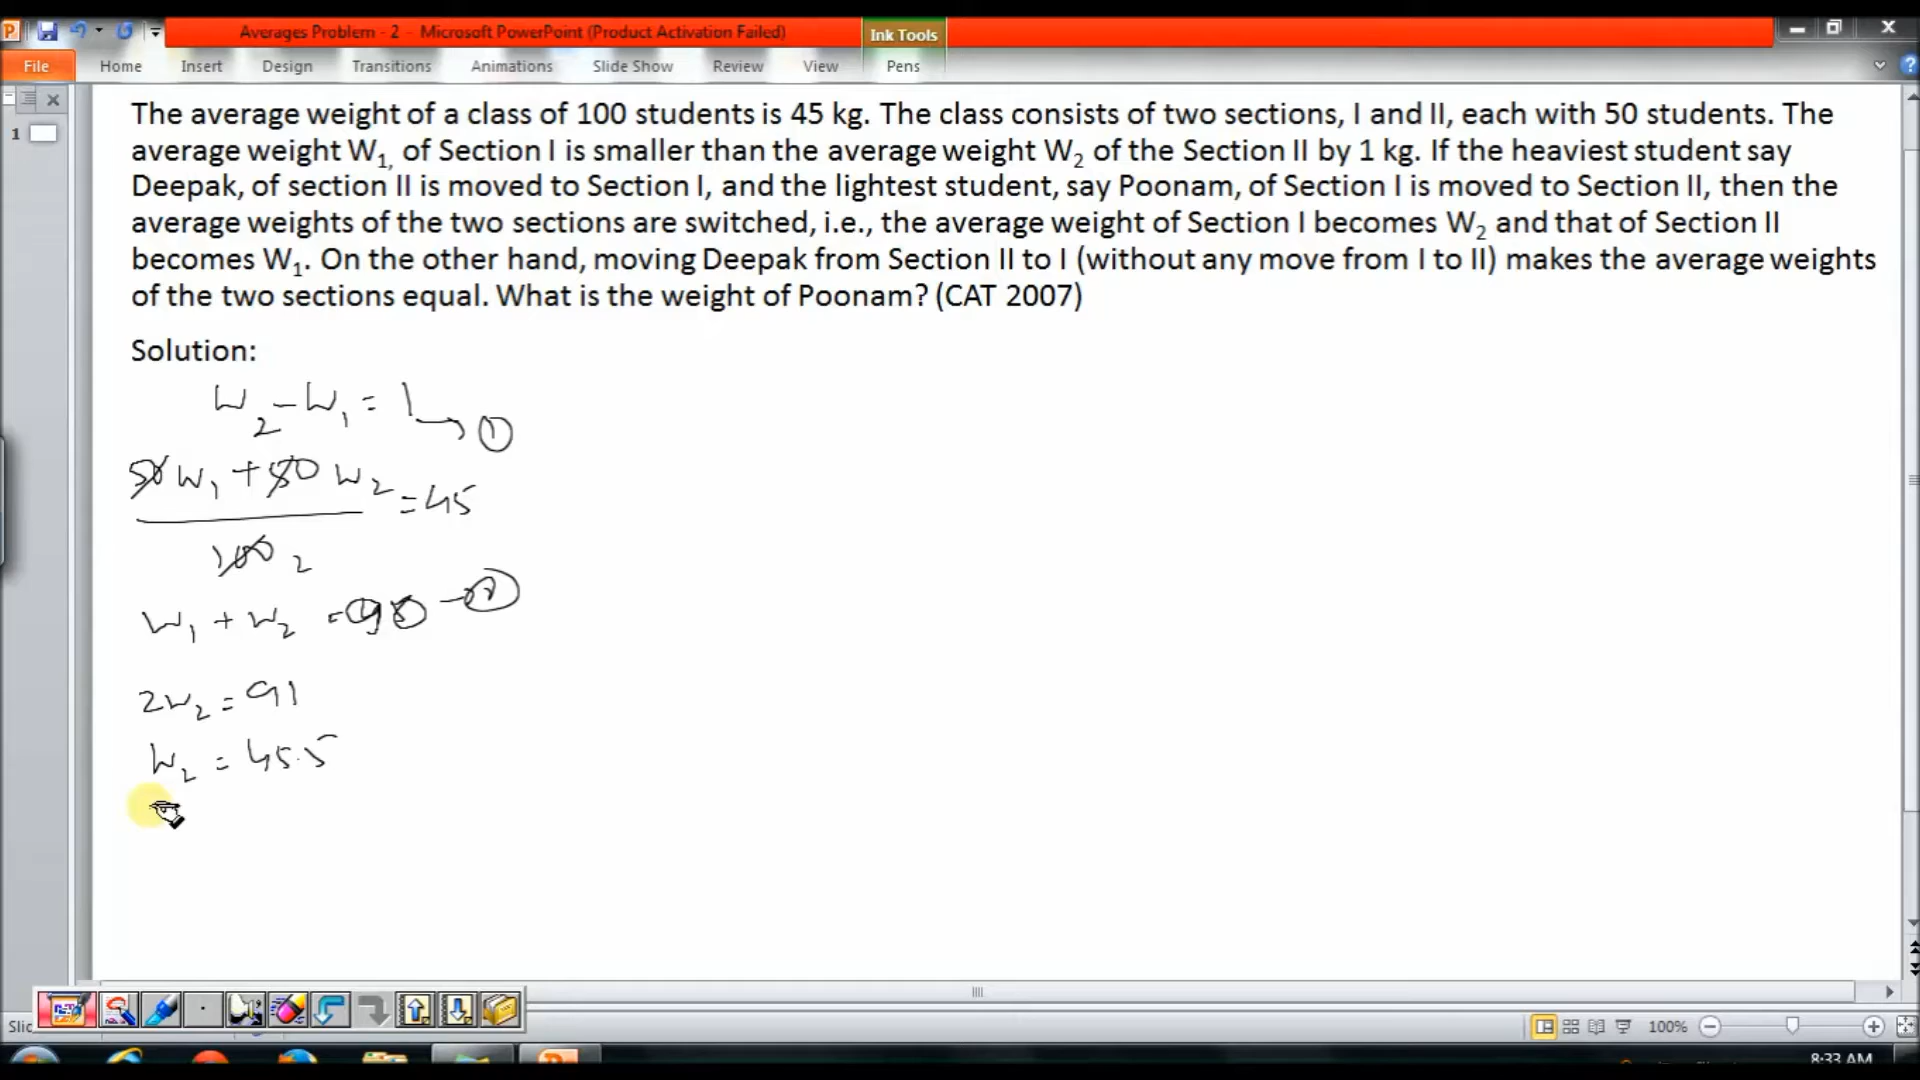 Averages Problem - 2 - Microsoft PowerPoint (Product Activation Failed)
Ink Tools
File Home Insert Design Transitions Animations Slide Show Review View Pens
1
The average weight of a class of 100 students is 45 kg. The class consists of two sections, I and II, each with 50 students. The
average weight W₁, of Section I is smaller than the average weight W₂ of the Section II by 1 kg. If the heaviest student say
Deepak, of section II is moved to Section I, and the lightest student, say Poonam, of Section I is moved to Section II, then the
average weights of the two sections are switched, i.e., the average weight of Section I becomes W₂ and that of Section II
becomes W₁. On the other hand, moving Deepak from Section II to I (without any move from I to II) makes the average weights
of the two sections equal. What is the weight of Poonam? (CAT 2007)
Solution:
W₂ - W₁ = 1 → ①
50 W₁ + 50 W₂ = 45
100 2
W₁ + W₂ = 90 - ②
2W₂ = 91
W₂ = 45.5
Slic
100%
8:33 AM